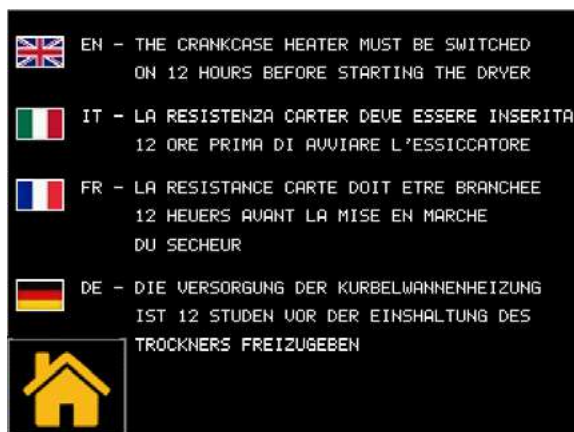 EN - THE CRANKCASE HEATER MUST BE SWITCHED
ON 12 HOURS BEFORE STARTING THE DRYER
IT - LA RESISTENZA CARTER DEVE ESSERE INSERITA
12 ORE PRIMA DI AVVIARE L'ESSICCATORE
FR - LA RESISTANCE CARTE DOIT ETRE BRANCHEE
12 HEUERS AVANT LA MISE EN MARCHE
DU SECHEUR
DE - DIE VERSORGUNG DER KURBELWANNENHEIZUNG
IST 12 STUDEN VOR DER EINSHALTUNG DES
TROCKNERS FREIZUGEBEN